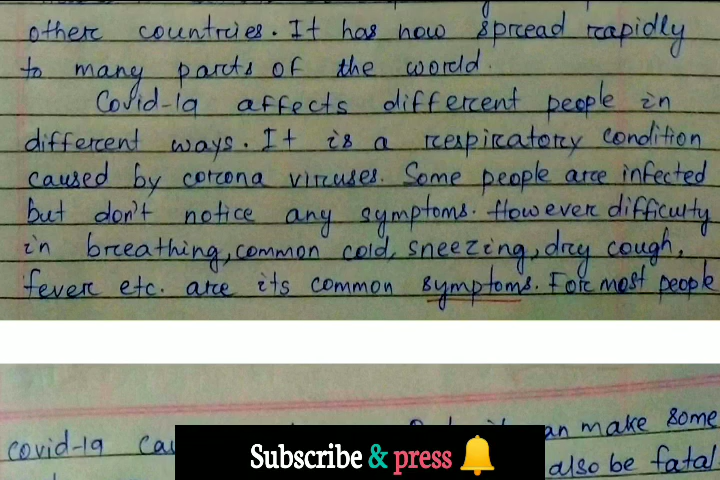 other countries. It has now spread rapidly
to many parts of the world.
Covid-19 affects different people in
different ways. It is a respiratory condition
caused by corona viruses. Some people are infected
but don't notice any symptoms. However difficulty
in breathing, common cold, sneezing, dry cough,
fever etc. are its common symptoms. For most people
covid-19 can make some
also be fatal
Subscribe & press